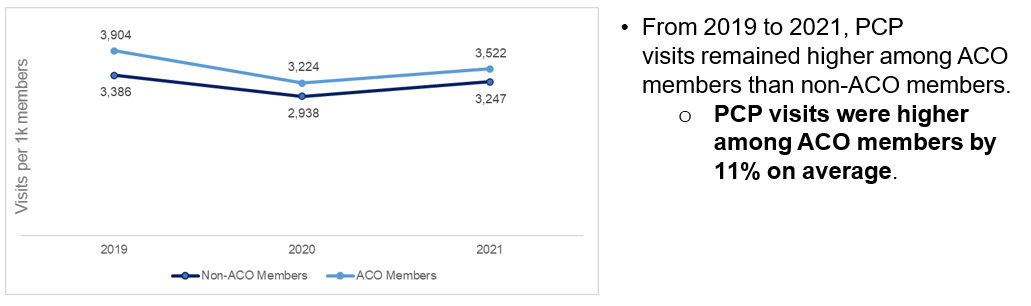 3,904
3,386
3,224
2,938
3,522
3,247
Visits per 1k members
2019
2020
2021
Non-ACO Members
ACO Members
• From 2019 to 2021, PCP
visits remained higher among ACO
members than non-ACO members.
o PCP visits were higher
among ACO members by
11% on average.